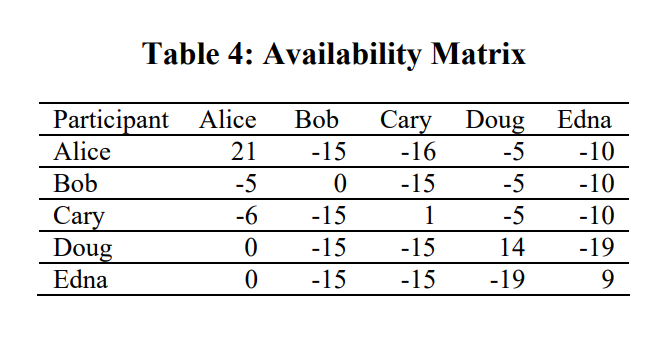 Table 4: Availability Matrix
Participant Alice Bob Cary Doug Edna
Alice 21 -15 -16 -5 -10
Bob -5 0 -15 -5 -10
Cary -6 -15 1 -5 -10
Doug 0 -15 -15 14 -19
Edna 0 -15 -15 -19 9